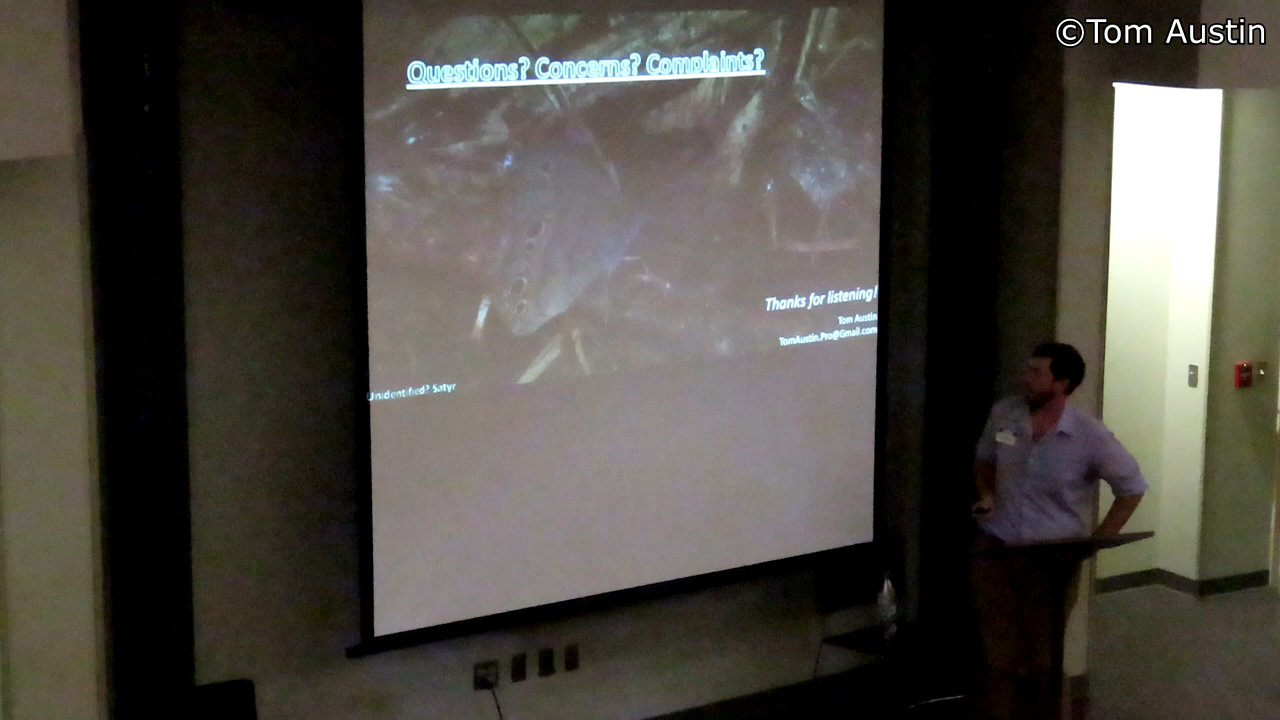 ©Tom Austin
Questions? Concerns? Complaints?
Thanks for listening!
Tom Austin
TomAustin.Pro@Gmail.com
Unidentified? Satyr